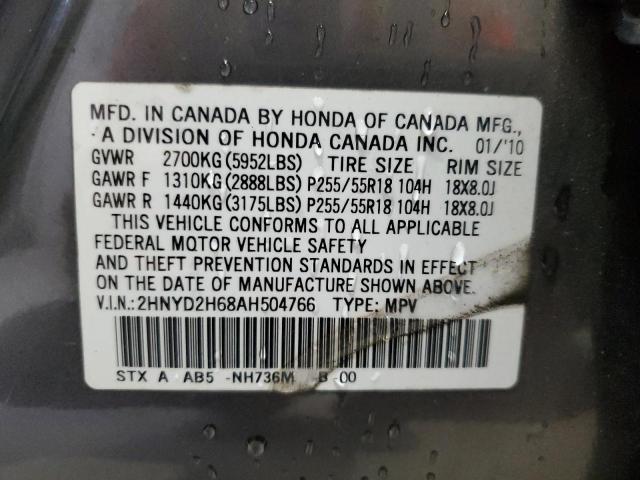 MFD. IN CANADA BY HONDA OF CANADA MFG.,
A DIVISION OF HONDA CANADA INC. 01/'10
GVWR 2700KG(5952LBS) TIRE SIZE RIM SIZE
GAWR F 1310KG(2888LBS) P255/55R18 104H 18X8.0J
GAWR R 1440KG(3175LBS) P255/55R18 104H 18X8.0J
THIS VEHICLE CONFORMS TO ALL APPLICABLE
FEDERAL MOTOR VEHICLE SAFETY
AND THEFT PREVENTION STANDARDS IN EFFECT
ON THE DATE OF MANUFACTURE SHOWN ABOVE.
V.I.N.: 2HNYD2H68AH504766 TYPE: MPV
STX A AB5 -NH736M -B -00